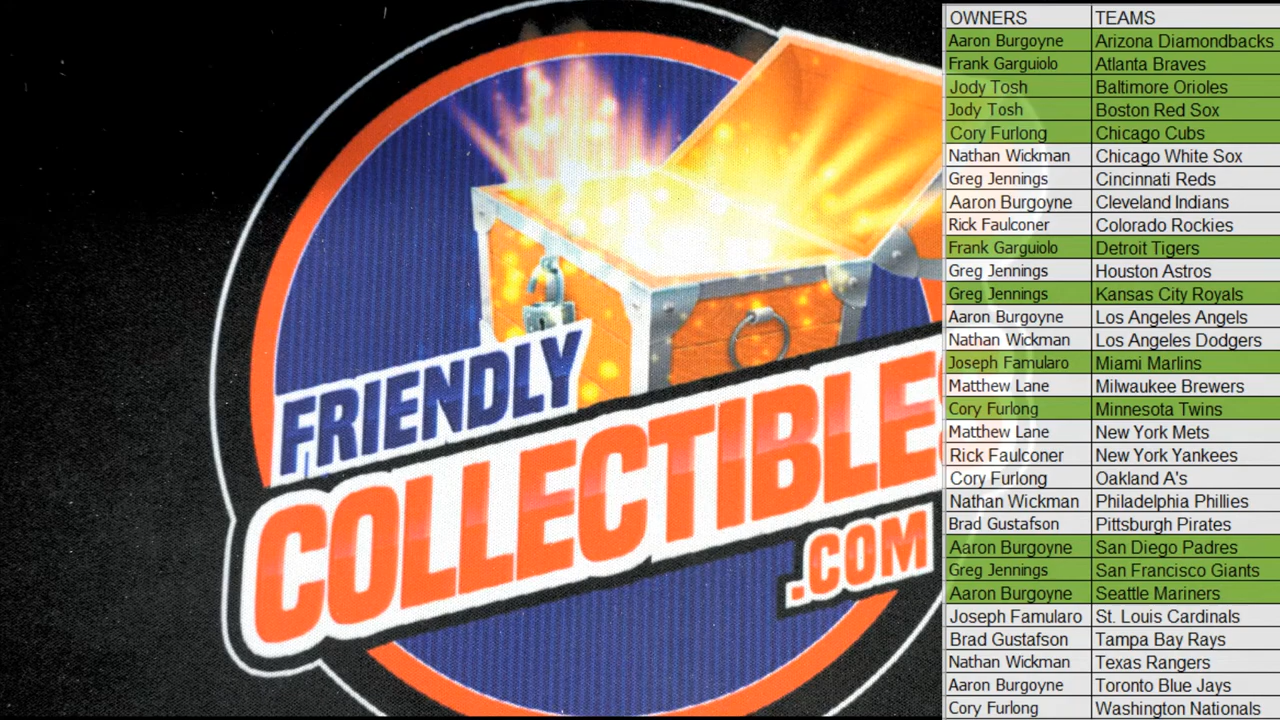 FRIENDLY
COLLECTIBLES
.COM
OWNERS TEAMS
Aaron Burgoyne Arizona Diamondbacks
Frank Garguiolo Atlanta Braves
Jody Tosh Baltimore Orioles
Jody Tosh Boston Red Sox
Cory Furlong Chicago Cubs
Nathan Wickman Chicago White Sox
Greg Jennings Cincinnati Reds
Aaron Burgoyne Cleveland Indians
Rick Faulconer Colorado Rockies
Frank Garguiolo Detroit Tigers
Greg Jennings Houston Astros
Greg Jennings Kansas City Royals
Aaron Burgoyne Los Angeles Angels
Nathan Wickman Los Angeles Dodgers
Joseph Famularo Miami Marlins
Matthew Lane Milwaukee Brewers
Cory Furlong Minnesota Twins
Matthew Lane New York Mets
Rick Faulconer New York Yankees
Cory Furlong Oakland A's
Nathan Wickman Philadelphia Phillies
Brad Gustafson Pittsburgh Pirates
Aaron Burgoyne San Diego Padres
Greg Jennings San Francisco Giants
Aaron Burgoyne Seattle Mariners
Joseph Famularo St. Louis Cardinals
Brad Gustafson Tampa Bay Rays
Nathan Wickman Texas Rangers
Aaron Burgoyne Toronto Blue Jays
Cory Furlong Washington Nationals